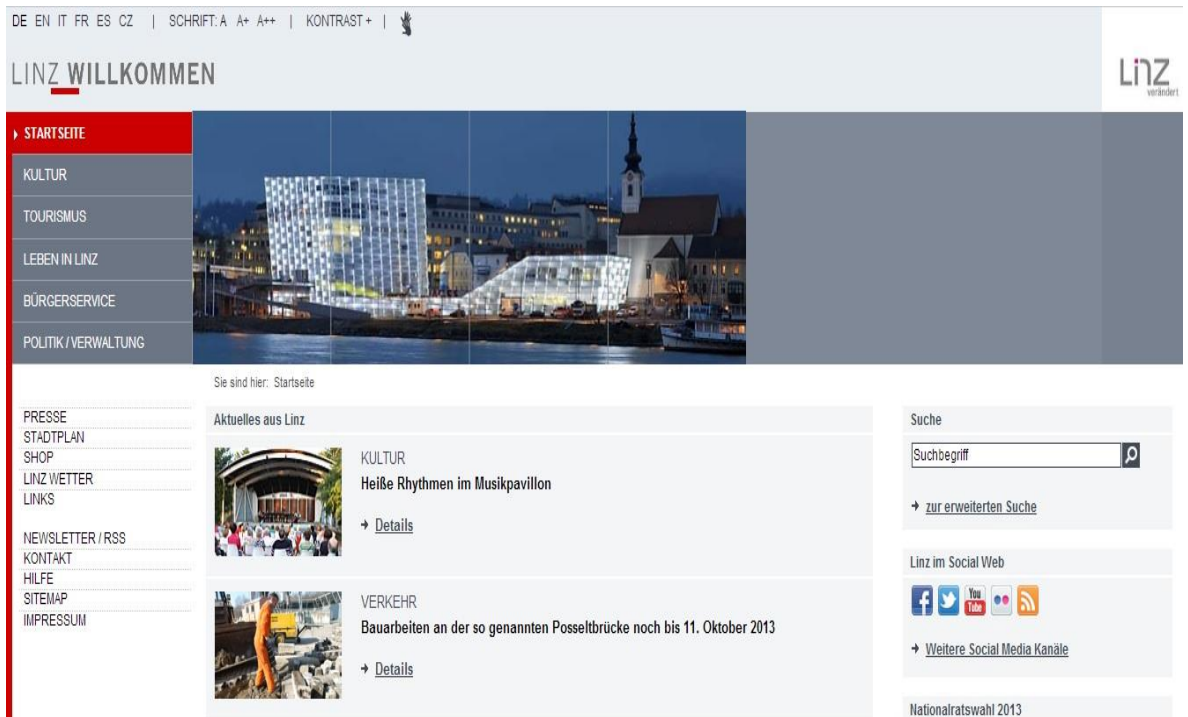 DE EN IT FR ES CZ | SCHRIFT: A A+ A++ | KONTRAST + |
LINZ WILLKOMMEN
Linz
verändert
STARTSEITE
KULTUR
TOURISMUS
LEBEN IN LINZ
BÜRGERSERVICE
POLITIK / VERWALTUNG
PRESSE
STADTPLAN
SHOP
LINZ WETTER
LINKS
NEWSLETTER / RSS
KONTAKT
HILFE
SITEMAP
IMPRESSUM
Sie sind hier: Startseite
Aktuelles aus Linz
KULTUR
Heiße Rhythmen im Musikpavillon
Details
VERKEHR
Bauarbeiten an der so genannten Posseltbrücke noch bis 11. Oktober 2013
Details
Suche
Suchbegriff
zur erweiterten Suche
Linz im Social Web
You
Tube
Weitere Social Media Kanäle
Nationalratswahl 2013